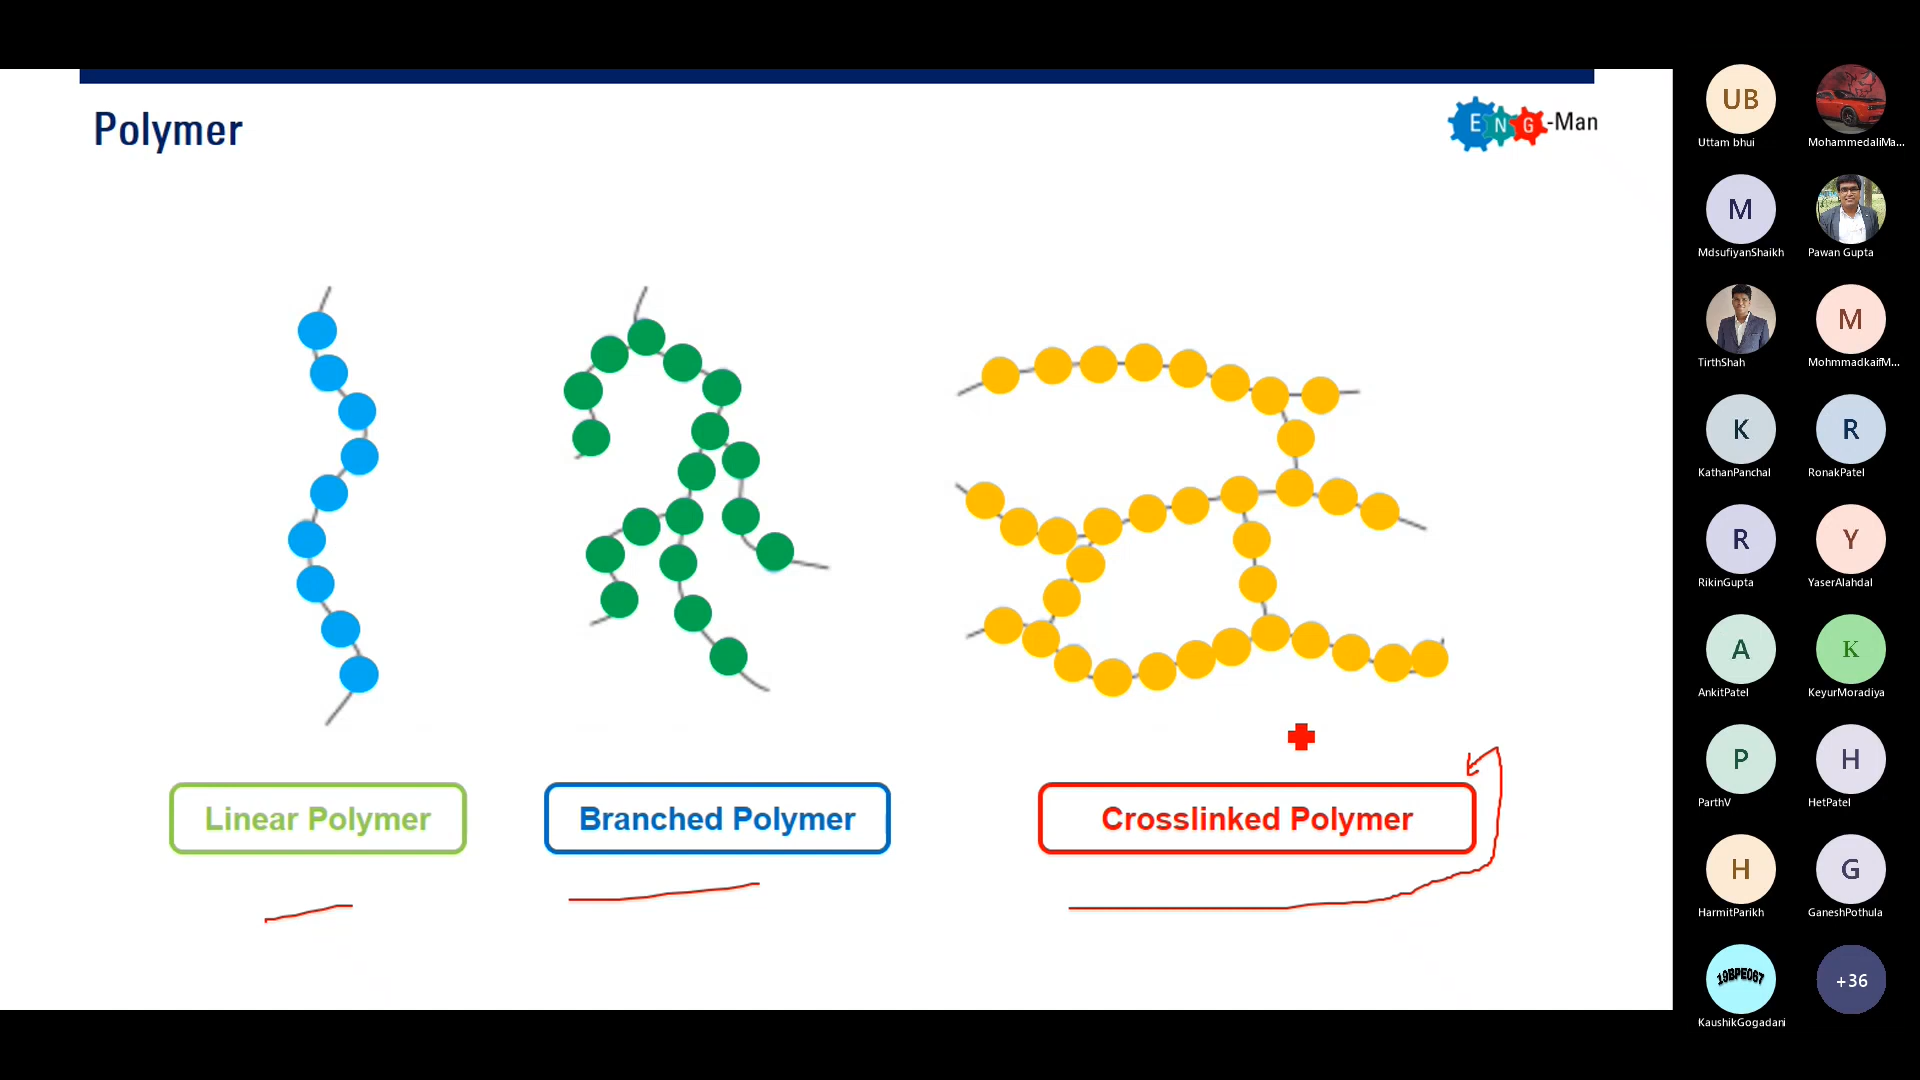 Polymer
ENG-Man
Linear Polymer
Branched Polymer
Crosslinked Polymer
UB
Uttam bhui
MohammedaliMa...
M
MdsufiyanShaikh
Pawan Gupta
TirthShah
M
MohmmadkaifM...
K
KathanPanchal
R
RonakPatel
R
RikinGupta
Y
YaserAlahdal
A
AnkitPatel
K
KeyurMoradiya
P
ParthV
H
HetPatel
H
HarmitParikh
G
GaneshPothula
19BPE067
KaushikGogadani
+36